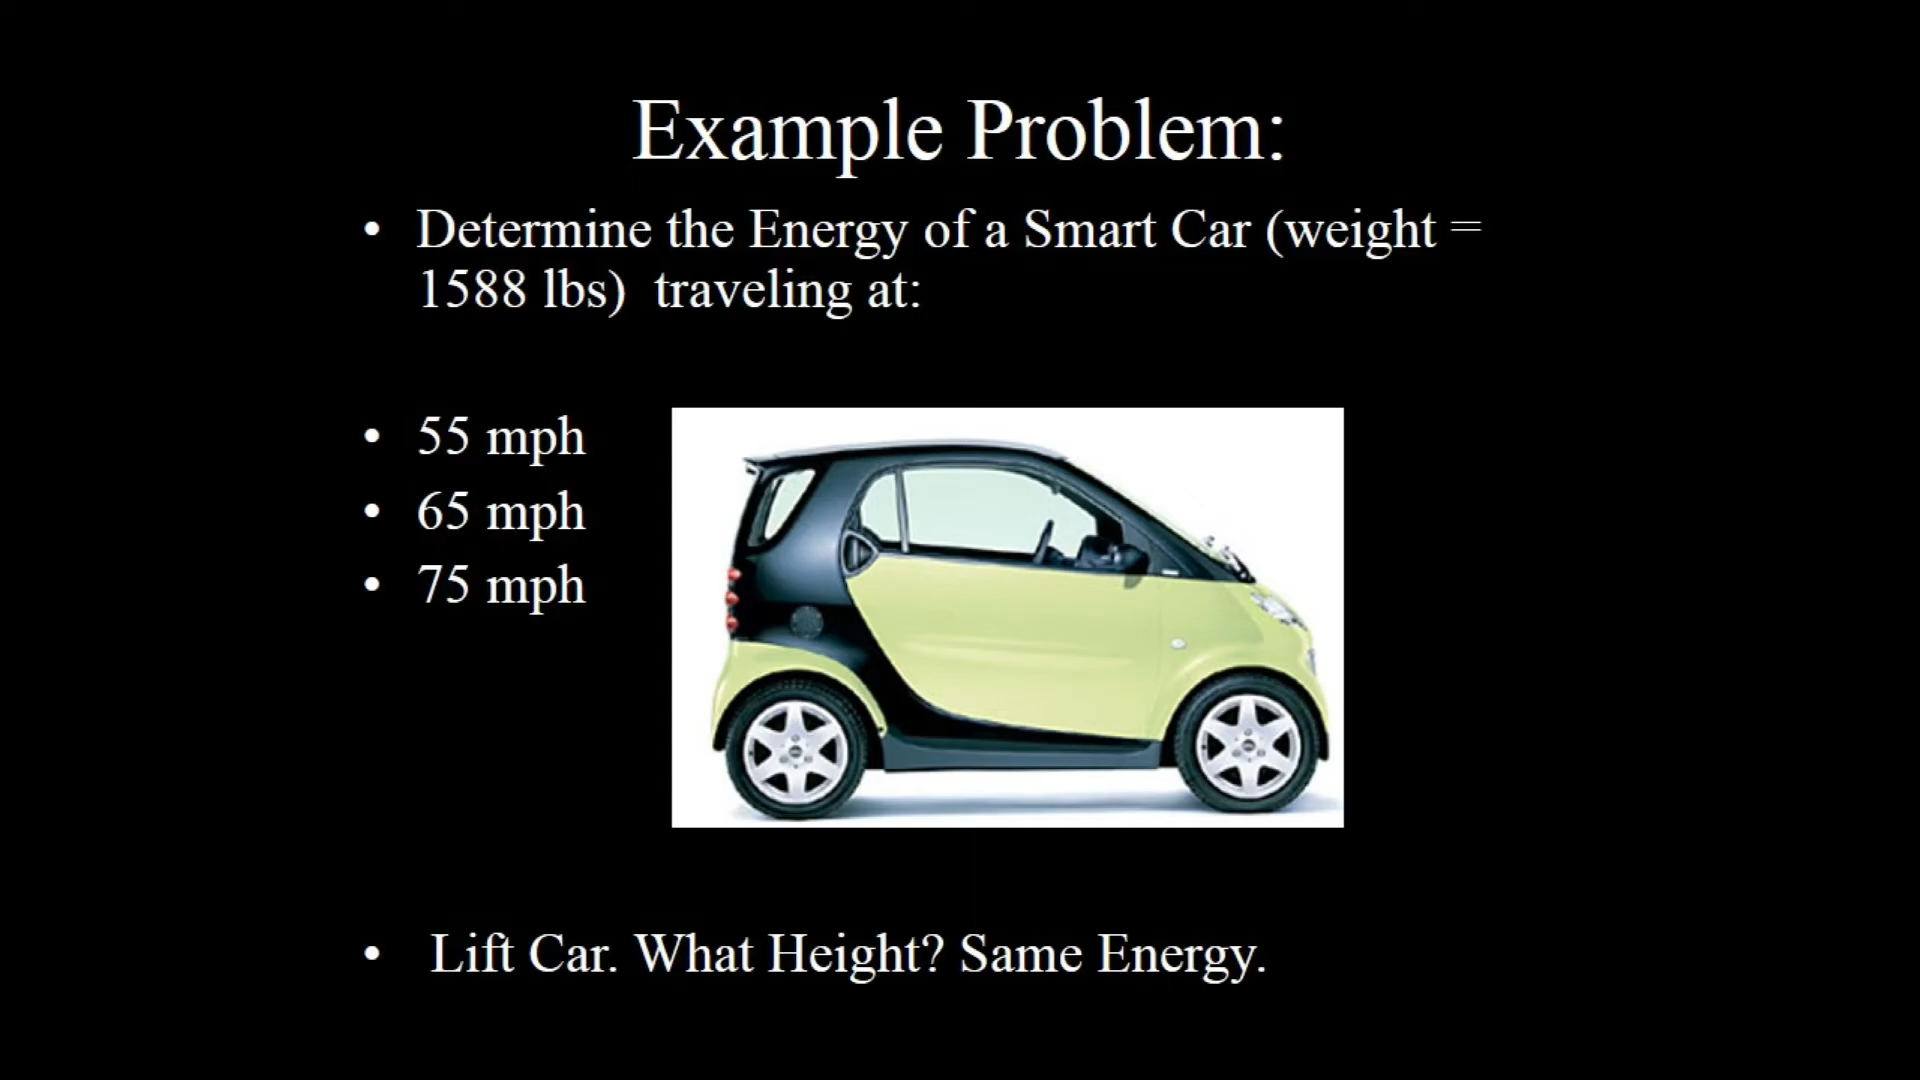 Example Problem:
• Determine the Energy of a Smart Car (weight =
1588 lbs)  traveling at:
• 55 mph
• 65 mph
• 75 mph
• Lift Car. What Height? Same Energy.